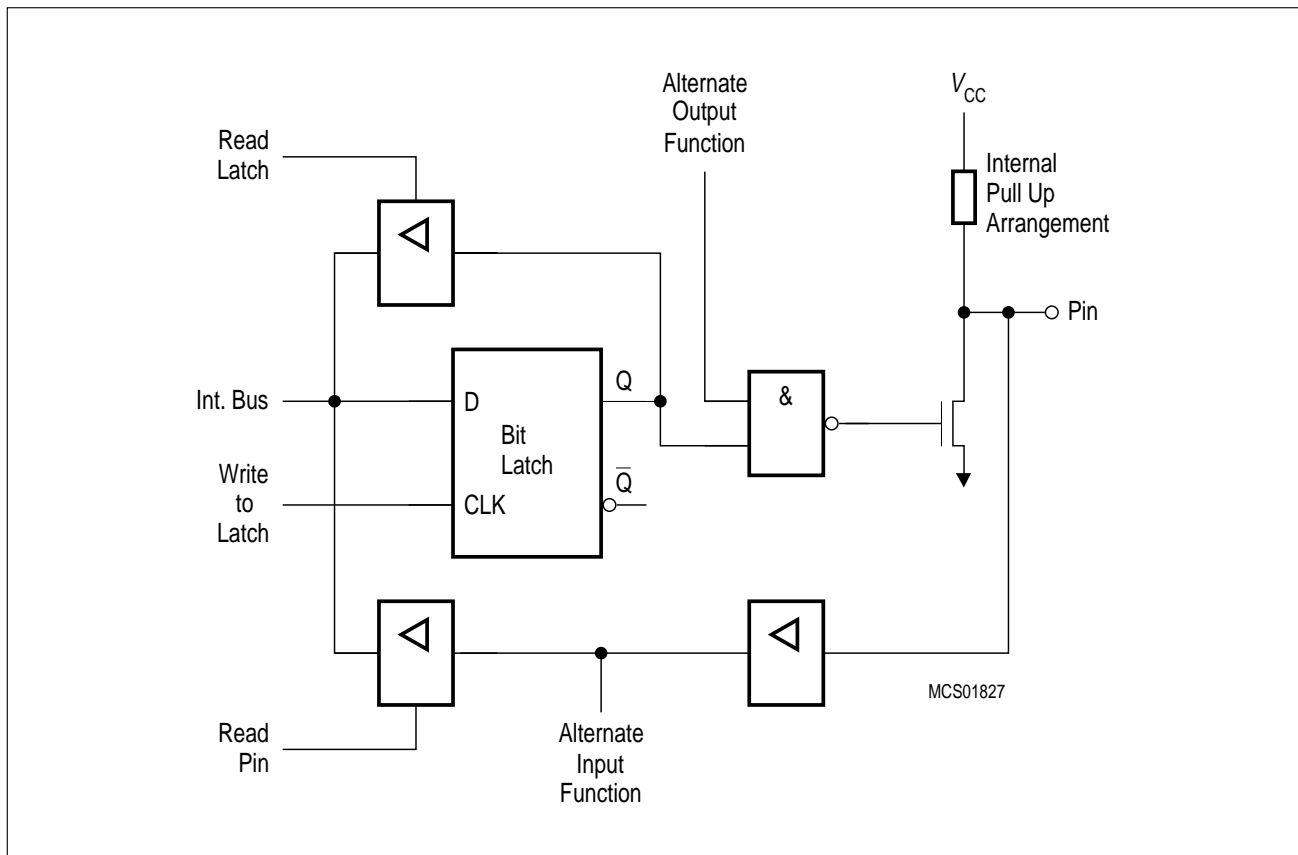 Alternate
Output
Function
VCC
Read
Latch
Internal
Pull Up
Arrangement
Pin
Int. Bus
D
Q
&
Bit
Latch
Q̅
Write
to
Latch
CLK
MCS01827
Read
Pin
Alternate
Input
Function